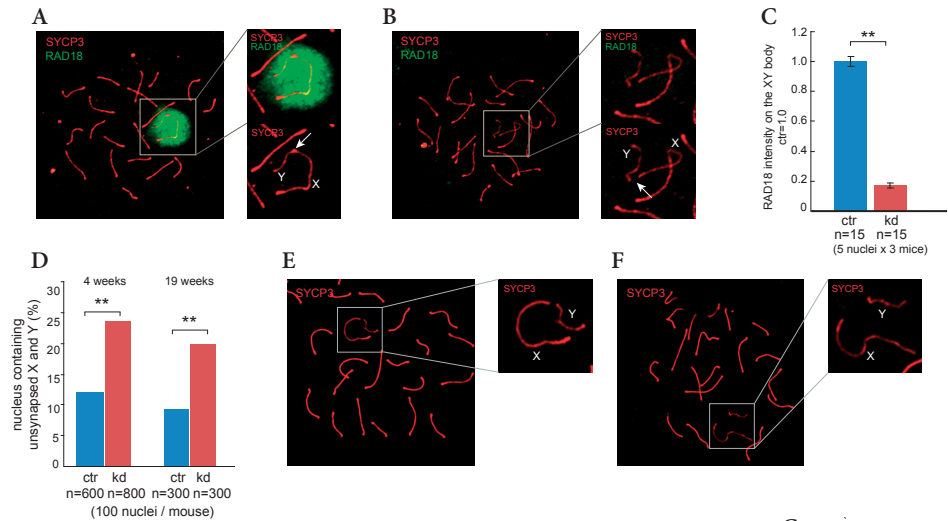 A
SYCP3
RAD18
SYCP3
RAD18
SYCP3
Y
X
B
SYCP3
RAD18
SYCP3
RAD18
SYCP3
Y
X
C
RAD18 intensity on the XY body
ctr=1.0
1.2
1.0
0.8
0.6
0.4
0.2
0
**
ctr kd
n=15 n=15
(5 nuclei x 3 mice)
D
nucleus containing
unsynapsed X and Y (%)
30
25
20
15
10
5
0
4 weeks 19 weeks
**
**
ctr kd ctr kd
n=600 n=800 n=300 n=300
(100 nuclei / mouse)
E
SYCP3
SYCP3
Y
X
F
SYCP3
SYCP3
Y
X